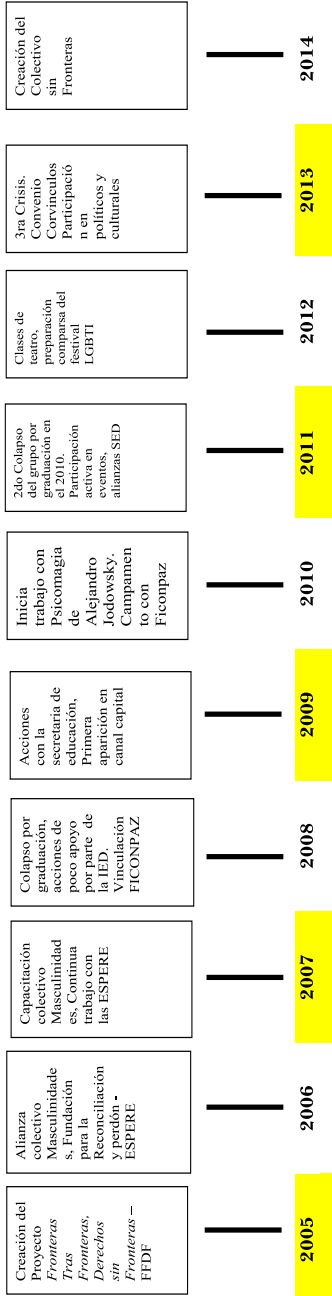 Creación del
Proyecto
Fronteras
Tras
Fronteras,
Derechos
sin
Fronteras –
FFDF
2005
Alianza
colectivo
Masculinidade
s, Fundación
para la
Reconciliación
y perdón -
ESPERE
2006
Capacitación
colectivo
Masculinidad
es, Continua
trabajo con
las ESPERE
2007
Colapso por
graduación,
acciones de
poco apoyo
por parte de
la IED.
Vinculación
FICONPAZ
2008
Acciones
con la
secretaria de
educación,
Primera
aparición en
canal capital
2009
Inicia
trabajo con
Psicomagia
de
Alejandro
Jodowsky.
Campamen
to con
Ficonpaz
2010
2do Colapso
del grupo por
graduación en
el 2010.
Participación
activa en
eventos,
alianzas SED
2011
Clases de
teatro,
preparación
comparsa del
festival
LGBTI
2012
3ra Crisis.
Convenio
Corvinculos
Participació
n en
políticos y
culturales
2013
Creación del
Colectivo
sin
Fronteras
2014